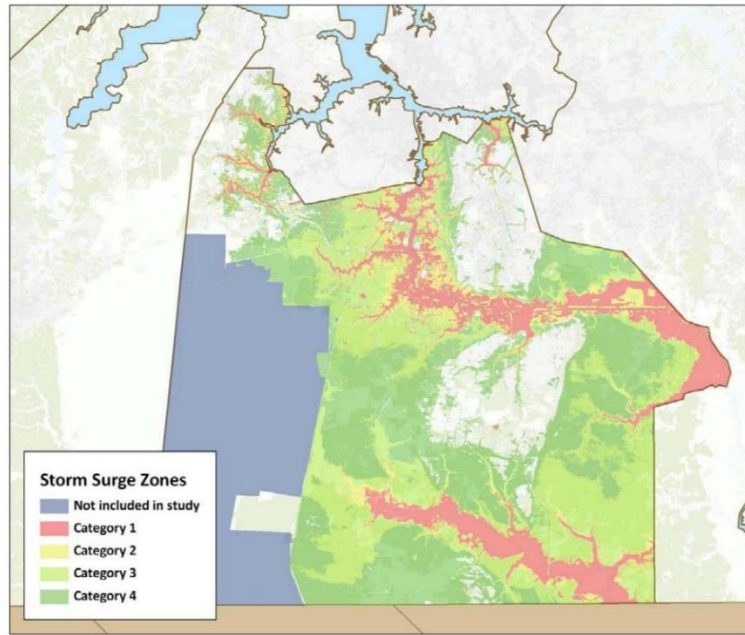 Storm Surge Zones
Not included in study
Category 1
Category 2
Category 3
Category 4